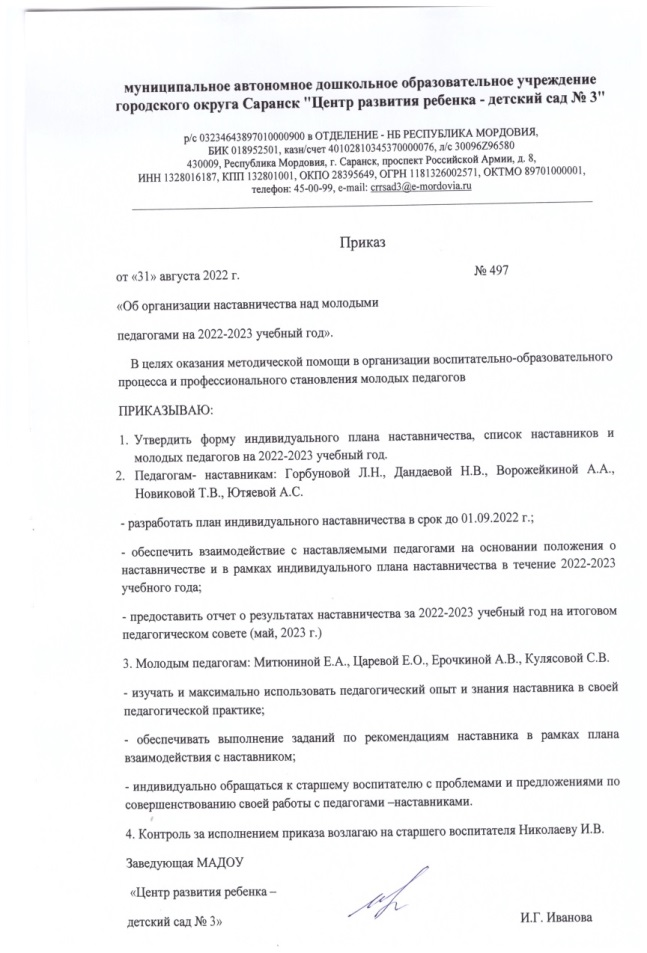 муниципальное автономное дошкольное образовательное учреждение
городского округа Саранск "Центр развития ребенка - детский сад № 3"
р/с 03234643897010000900 в ОТДЕЛЕНИЕ - НБ РЕСПУБЛИКА МОРДОВИЯ,
БИК 018952501, казн/счет 40102810345370000076, л/с 30096Z96580
430009, Республика Мордовия, г. Саранск, проспект Российской Армии, д. 8,
ИНН 1328016187, КПП 132801001, ОКПО 28395649, ОГРН 1181326002571, ОКТМО 89701000001,
телефон: 45-00-99, e-mail: crrsad3@e-mordovia.ru
Приказ
от «31» августа 2022 г. № 497
«Об организации наставничества над молодыми
педагогами на 2022-2023 учебный год».
В целях оказания методической помощи в организации воспитательно-образовательного
процесса и профессионального становления молодых педагогов
ПРИКАЗЫВАЮ:
1. Утвердить форму индивидуального плана наставничества, список наставников и
молодых педагогов на 2022-2023 учебный год.
2. Педагогам- наставникам: Горбуновой Л.Н., Дандаевой Н.В., Ворожейкиной А.А.,
Новиковой Т.В., Ютяевой А.С.
- разработать план индивидуального наставничества в срок до 01.09.2022 г.;
- обеспечить взаимодействие с наставляемыми педагогами на основании положения о
наставничестве и в рамках индивидуального плана наставничества в течение 2022-2023
учебного года;
- предоставить отчет о результатах наставничества за 2022-2023 учебный год на итоговом
педагогическом совете (май, 2023 г.)
3. Молодым педагогам: Митюниной Е.А., Царевой Е.О., Ерочкиной А.В., Кулясовой С.В.
- изучать и максимально использовать педагогический опыт и знания наставника в своей
педагогической практике;
- обеспечивать выполнение заданий по рекомендациям наставника в рамках плана
взаимодействия с наставником;
- индивидуально обращаться к старшему воспитателю с проблемами и предложениями по
совершенствованию своей работы с педагогами –наставниками.
4. Контроль за исполнением приказа возлагаю на старшего воспитателя Николаеву И.В.
Заведующая МАДОУ
«Центр развития ребенка –
детский сад № 3» И.Г. Иванова